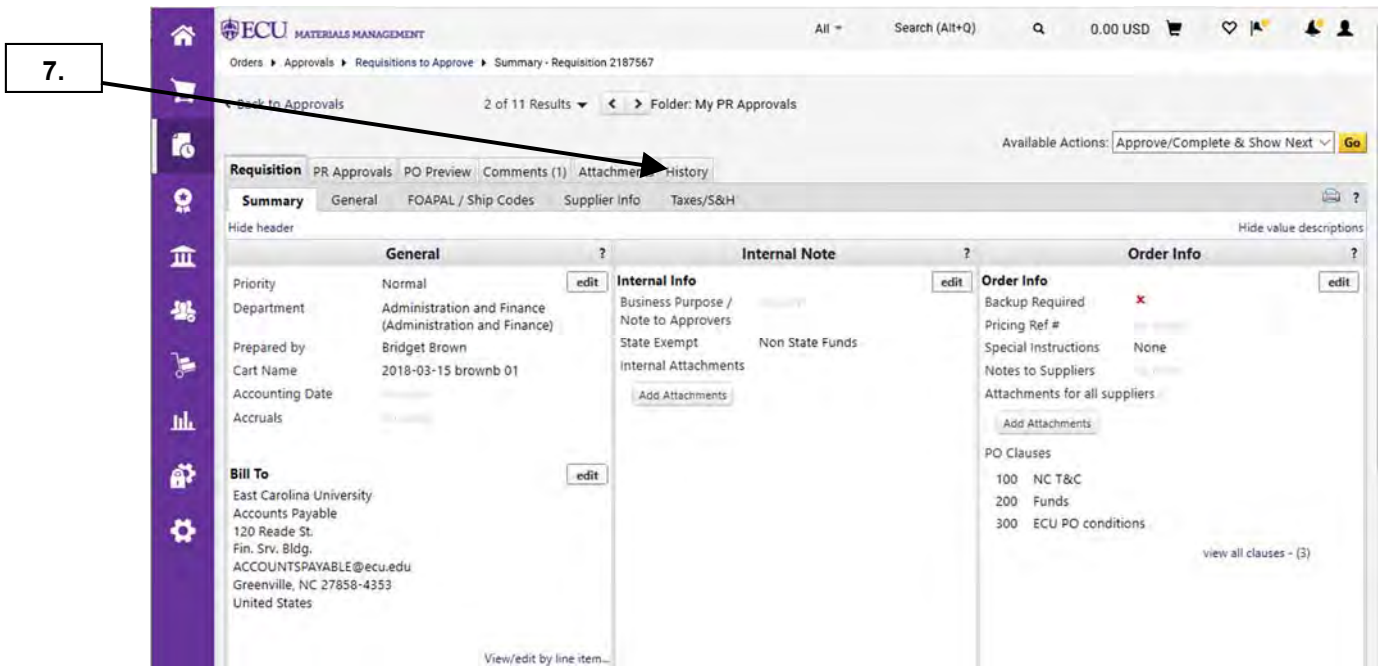 7.
ECU MATERIALS MANAGEMENT
All
Search (Alt+Q)
0.00 USD
Orders Approvals Requisitions to Approve Summary - Requisition 2187567
Back to Approvals
2 of 11 Results
Folder: My PR Approvals
Available Actions: Approve/Complete & Show Next Go
Requisition PR Approvals PO Preview Comments (1) History
Summary General FOAPAL / Ship Codes Supplier Info Taxes/S&H ?
Hide header
Hide value descriptions
General ?
Priority Normal edit
Department Administration and Finance
(Administration and Finance)
Prepared by Bridget Brown
Cart Name 2018-03-15 brownb 01
Accounting Date
Accruals
Bill To edit
East Carolina University
Accounts Payable
120 Reade St.
Fin. Srv. Bldg.
ACCOUNTSPAYABLE@ecu.edu
Greenville, NC 27858-4353
United States
View/edit by line item...
Internal Note ?
Internal Info edit
Business Purpose /
Note to Approvers
State Exempt Non State Funds
Internal Attachments
Add Attachments
Order Info ?
Order Info edit
Backup Required
Pricing Ref #
Special Instructions None
Notes to Suppliers
Attachments for all suppliers
Add Attachments
PO Clauses
100 NC T&C
200 Funds
300 ECU PO conditions
view all clauses - (3)